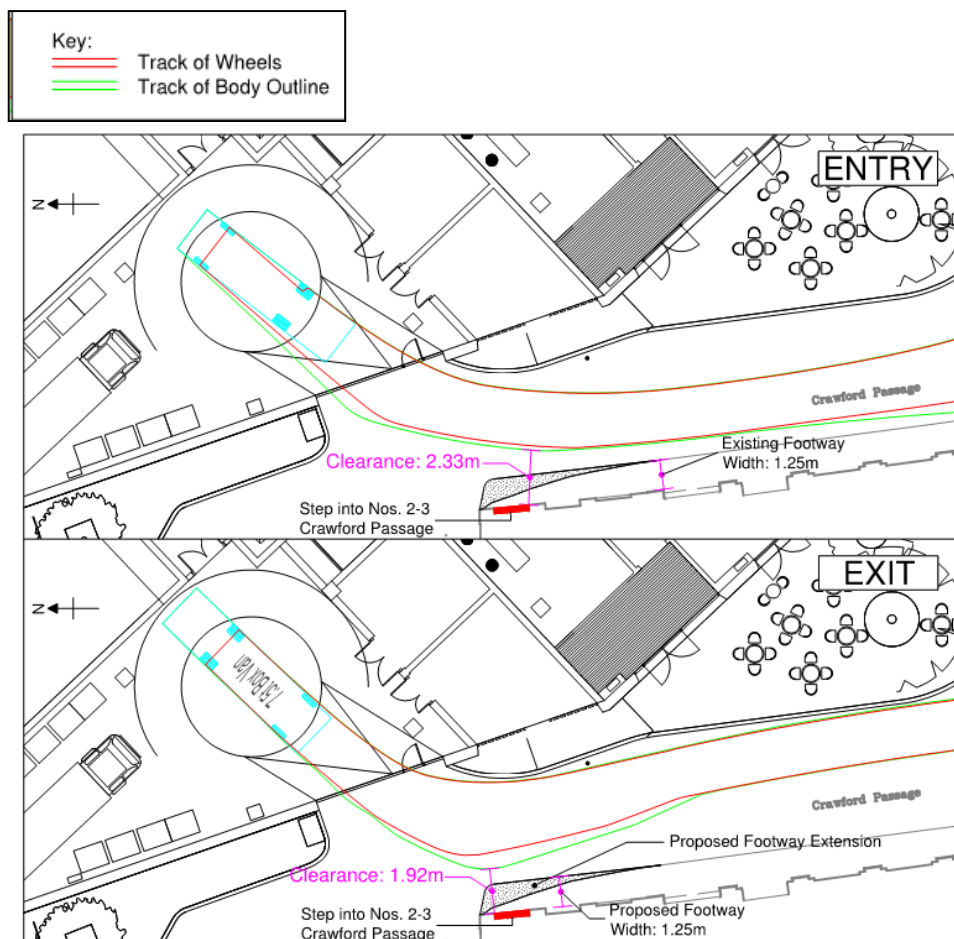 Key:
Track of Wheels
Track of Body Outline
ENTRY
N
Crawford Passage
Clearance: 2.33m
Existing Footway
Width: 1.25m
Step into Nos. 2-3
Crawford Passage
EXIT
N
7.5t Box Van
Crawford Passage
Proposed Footway Extension
Clearance: 1.92m
Step into Nos. 2-3
Crawford Passage
Proposed Footway
Width: 1.25m